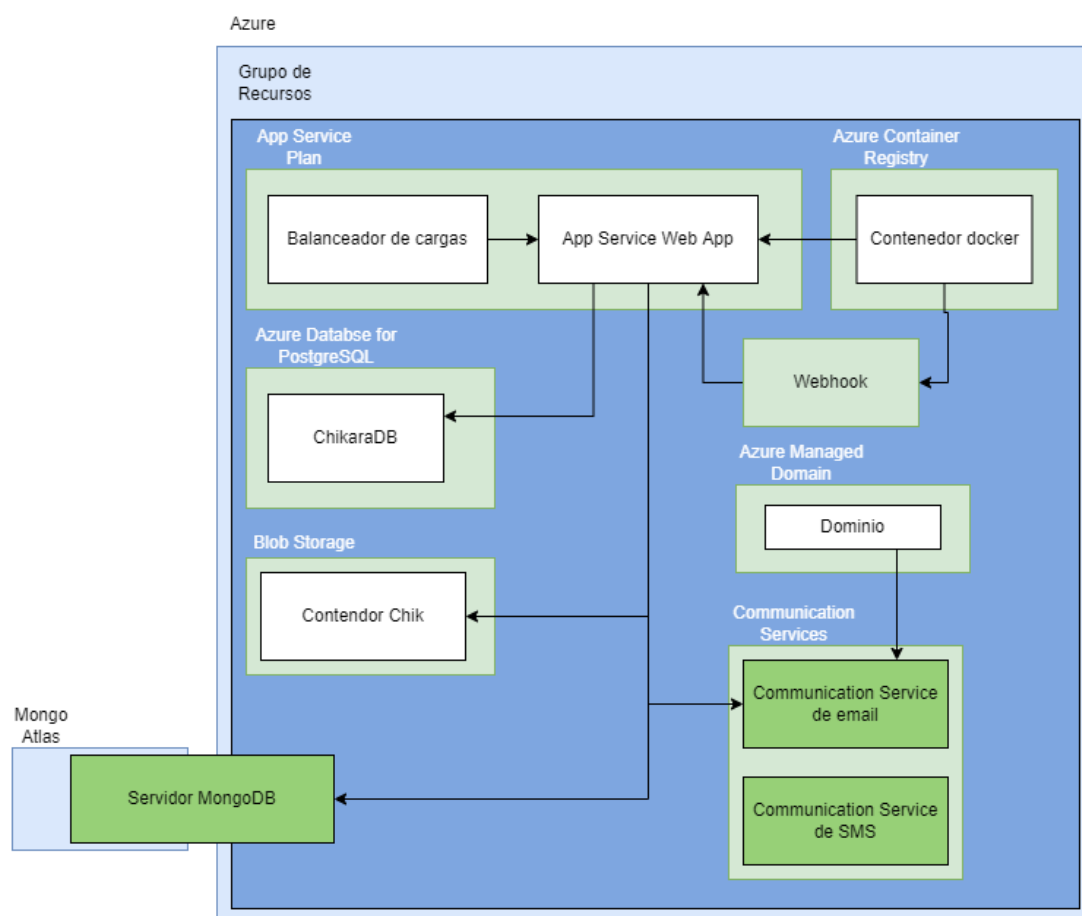 Azure
Grupo de
Recursos
App Service
Plan
Azure Container
Registry
Balanceador de cargas
App Service Web App
Contenedor docker
Azure Databse for
PostgreSQL
Webhook
ChikaraDB
Azure Managed
Domain
Dominio
Blob Storage
Contendor Chik
Communication
Services
Communication Service
de email
Mongo
Atlas
Servidor MongoDB
Communication Service
de SMS